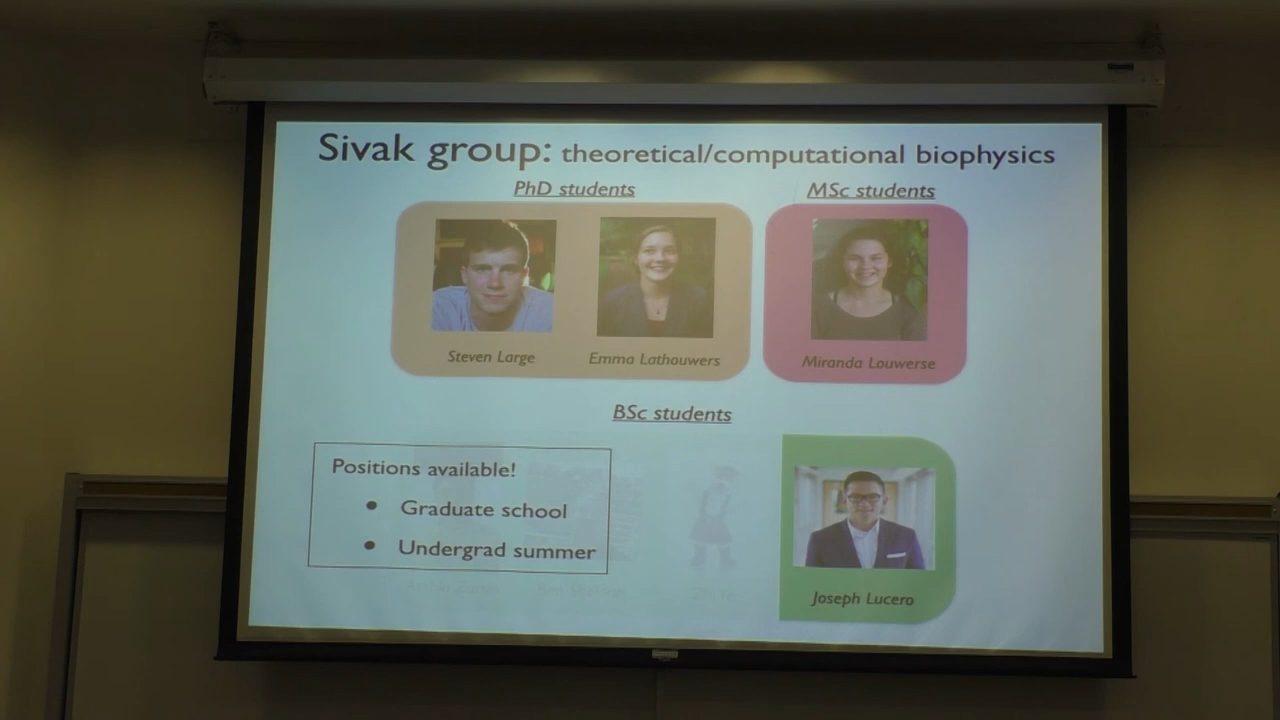 Sivak group: theoretical/computational biophysics
PhD students
MSc students
Steven Large
Emma Lathouwers
Miranda Louwerse
BSc students
Positions available!
• Graduate school
• Undergrad summer
Joseph Lucero